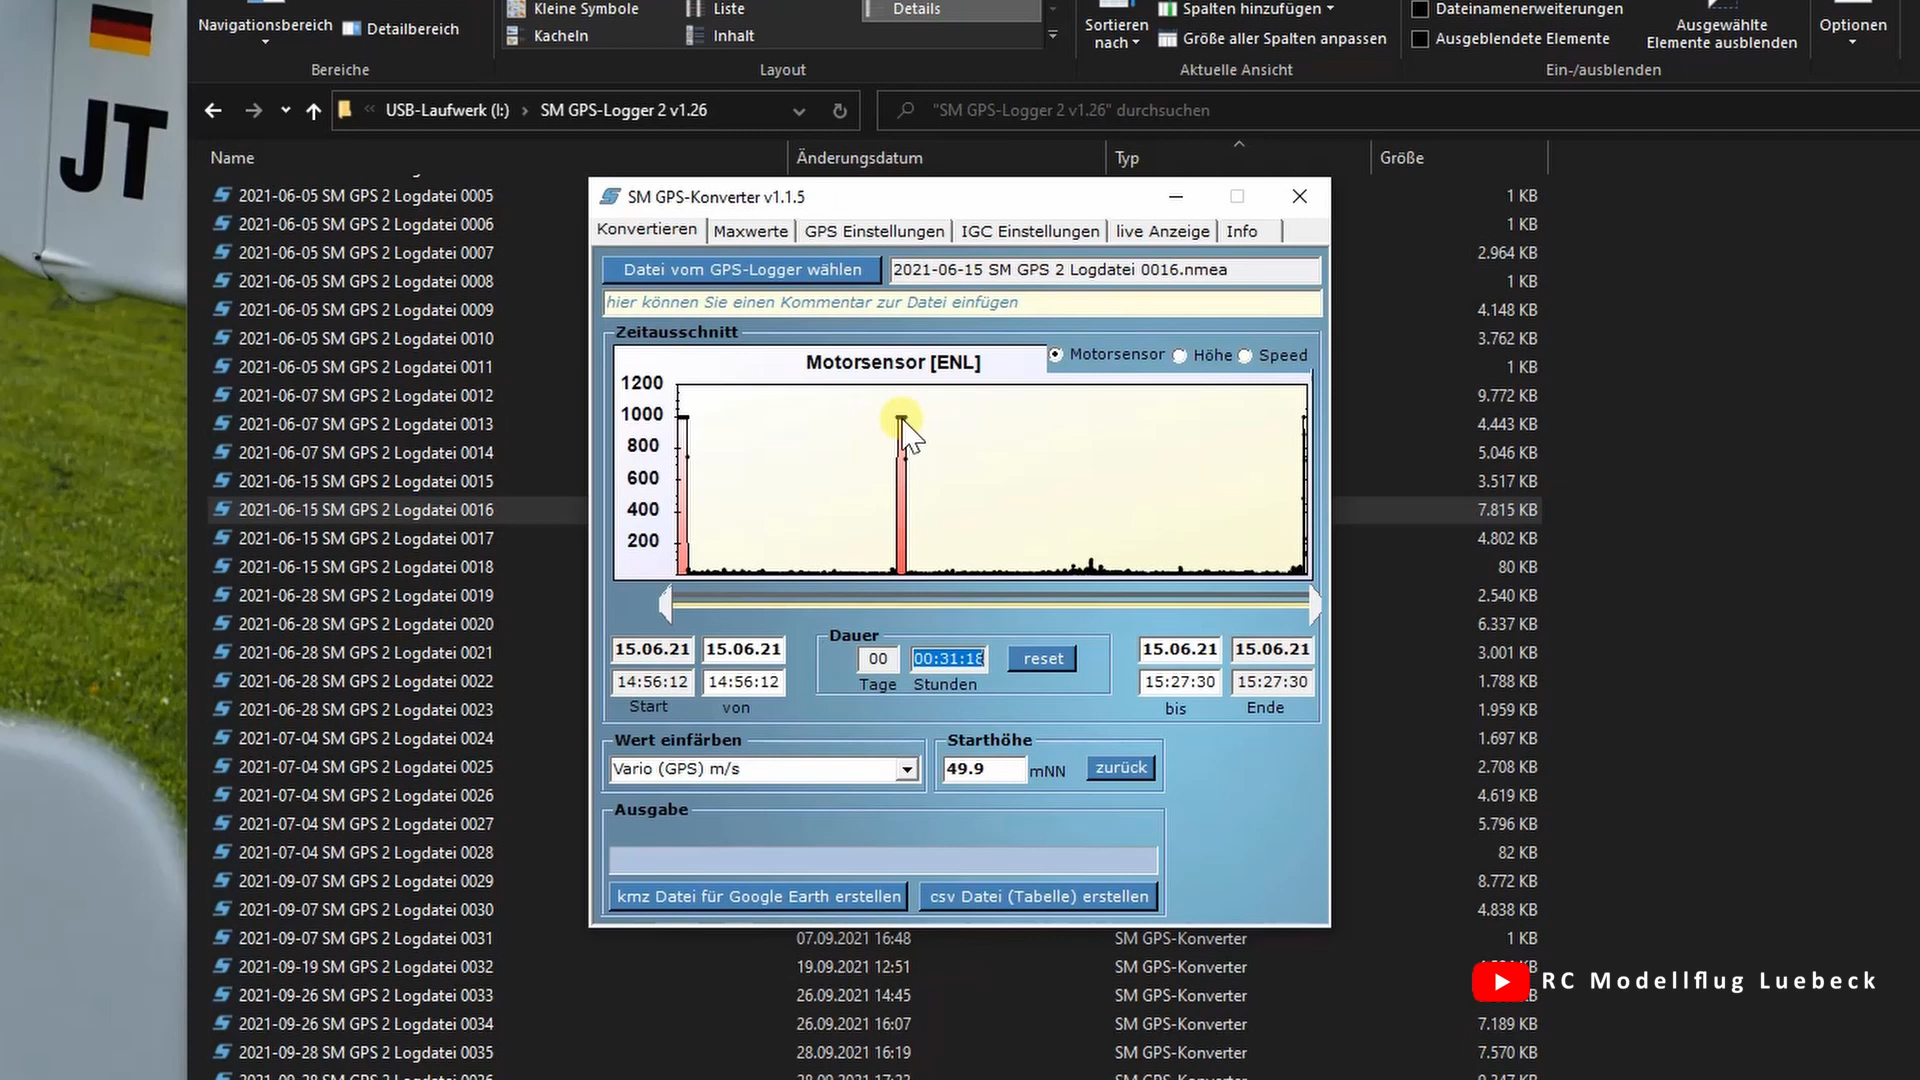 JT
Navigationsbereich
Detailbereich
Bereiche
Kleine Symbole
Liste
Details
Kacheln
Inhalt
Layout
Sortieren
nach
Spalten hinzufügen
Größe aller Spalten anpassen
Aktuelle Ansicht
Dateinamenerweiterungen
Ausgeblendete Elemente
Ausgewählte
Elemente ausblenden
Ein-/ausblenden
Optionen
« USB-Laufwerk (I:) › SM GPS-Logger 2 v1.26
"SM GPS-Logger 2 v1.26" durchsuchen
Name Änderungsdatum Typ Größe
2021-06-05 SM GPS 2 Logdatei 0005 1 KB
2021-06-05 SM GPS 2 Logdatei 0006 1 KB
2021-06-05 SM GPS 2 Logdatei 0007 2.964 KB
2021-06-05 SM GPS 2 Logdatei 0008 1 KB
2021-06-05 SM GPS 2 Logdatei 0009 4.148 KB
2021-06-05 SM GPS 2 Logdatei 0010 3.762 KB
2021-06-05 SM GPS 2 Logdatei 0011 1 KB
2021-06-07 SM GPS 2 Logdatei 0012 9.772 KB
2021-06-07 SM GPS 2 Logdatei 0013 4.443 KB
2021-06-07 SM GPS 2 Logdatei 0014 5.046 KB
2021-06-15 SM GPS 2 Logdatei 0015 3.517 KB
2021-06-15 SM GPS 2 Logdatei 0016 7.815 KB
2021-06-15 SM GPS 2 Logdatei 0017 4.802 KB
2021-06-15 SM GPS 2 Logdatei 0018 80 KB
2021-06-28 SM GPS 2 Logdatei 0019 2.540 KB
2021-06-28 SM GPS 2 Logdatei 0020 6.337 KB
2021-06-28 SM GPS 2 Logdatei 0021 3.001 KB
2021-06-28 SM GPS 2 Logdatei 0022 1.788 KB
2021-06-28 SM GPS 2 Logdatei 0023 1.959 KB
2021-07-04 SM GPS 2 Logdatei 0024 1.697 KB
2021-07-04 SM GPS 2 Logdatei 0025 2.708 KB
2021-07-04 SM GPS 2 Logdatei 0026 4.619 KB
2021-07-04 SM GPS 2 Logdatei 0027 5.796 KB
2021-07-04 SM GPS 2 Logdatei 0028 82 KB
2021-09-07 SM GPS 2 Logdatei 0029 8.772 KB
2021-09-07 SM GPS 2 Logdatei 0030 4.838 KB
2021-09-07 SM GPS 2 Logdatei 0031 07.09.2021 16:48 SM GPS-Konverter 1 KB
2021-09-19 SM GPS 2 Logdatei 0032 19.09.2021 12:51 SM GPS-Konverter
2021-09-26 SM GPS 2 Logdatei 0033 26.09.2021 14:45 SM GPS-Konverter
2021-09-26 SM GPS 2 Logdatei 0034 26.09.2021 16:07 SM GPS-Konverter 7.189 KB
2021-09-28 SM GPS 2 Logdatei 0035 28.09.2021 16:19 SM GPS-Konverter 7.570 KB
SM GPS-Konverter v1.1.5
Konvertieren Maxwerte GPS Einstellungen IGC Einstellungen live Anzeige Info
Datei vom GPS-Logger wählen 2021-06-15 SM GPS 2 Logdatei 0016.nmea
hier können Sie einen Kommentar zur Datei einfügen
Zeitausschnitt
Motorsensor [ENL]
Motorsensor Höhe Speed
1200
1000
800
600
400
200
15.06.21 15.06.21
14:56:12 14:56:12
Start von
Dauer
00 00:31:18 reset
Tage Stunden
15.06.21 15.06.21
15:27:30 15:27:30
bis Ende
Wert einfärben
Vario (GPS) m/s
Starthöhe
49.9 mNN zurück
Ausgabe
kmz Datei für Google Earth erstellen csv Datei (Tabelle) erstellen
RC Modellflug Luebeck